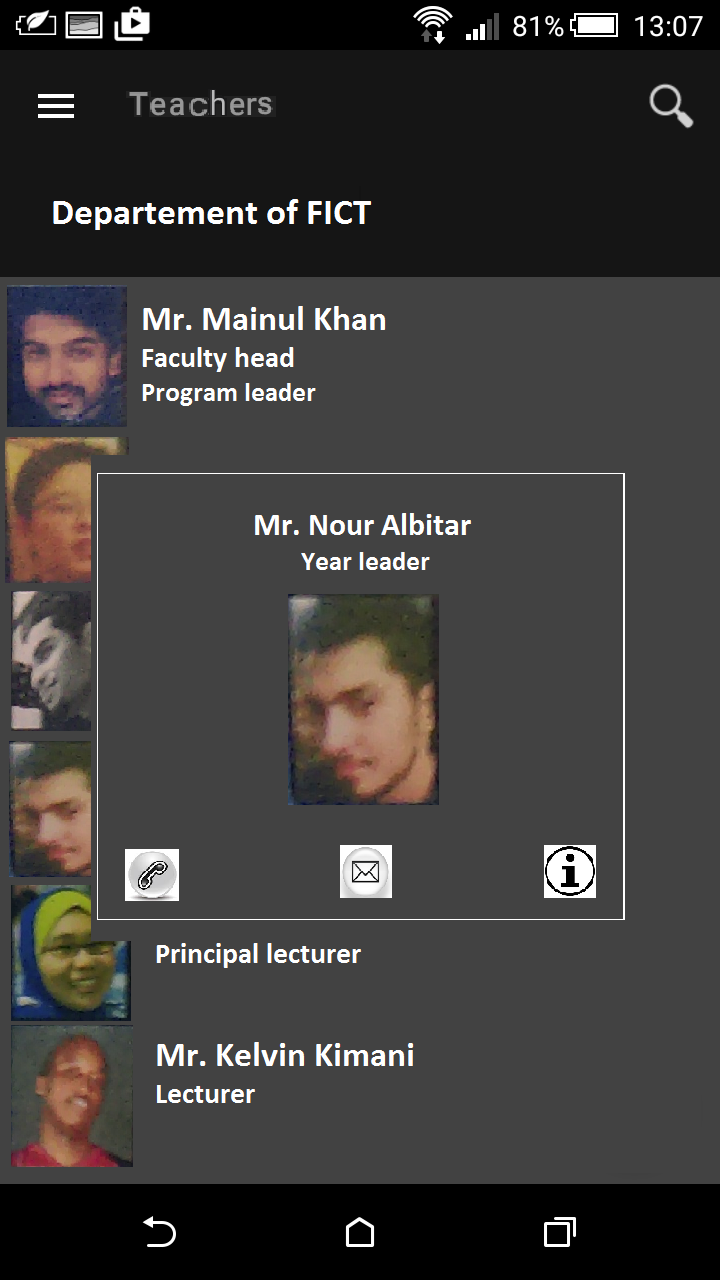 81% 13:07
Teachers
Departement of FICT
Mr. Mainul Khan
Faculty head
Program leader
Mr. Nour Albitar
Year leader
Principal lecturer
Mr. Kelvin Kimani
Lecturer